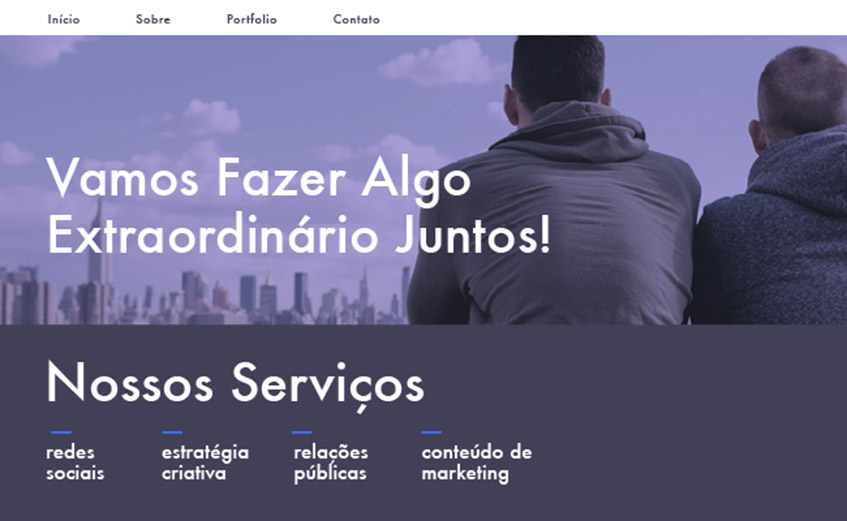 Início Sobre Portfolio Contato
Vamos Fazer Algo
Extraordinário Juntos!
Nossos Serviços
redes sociais
estratégia criativa
relações públicas
conteúdo de marketing